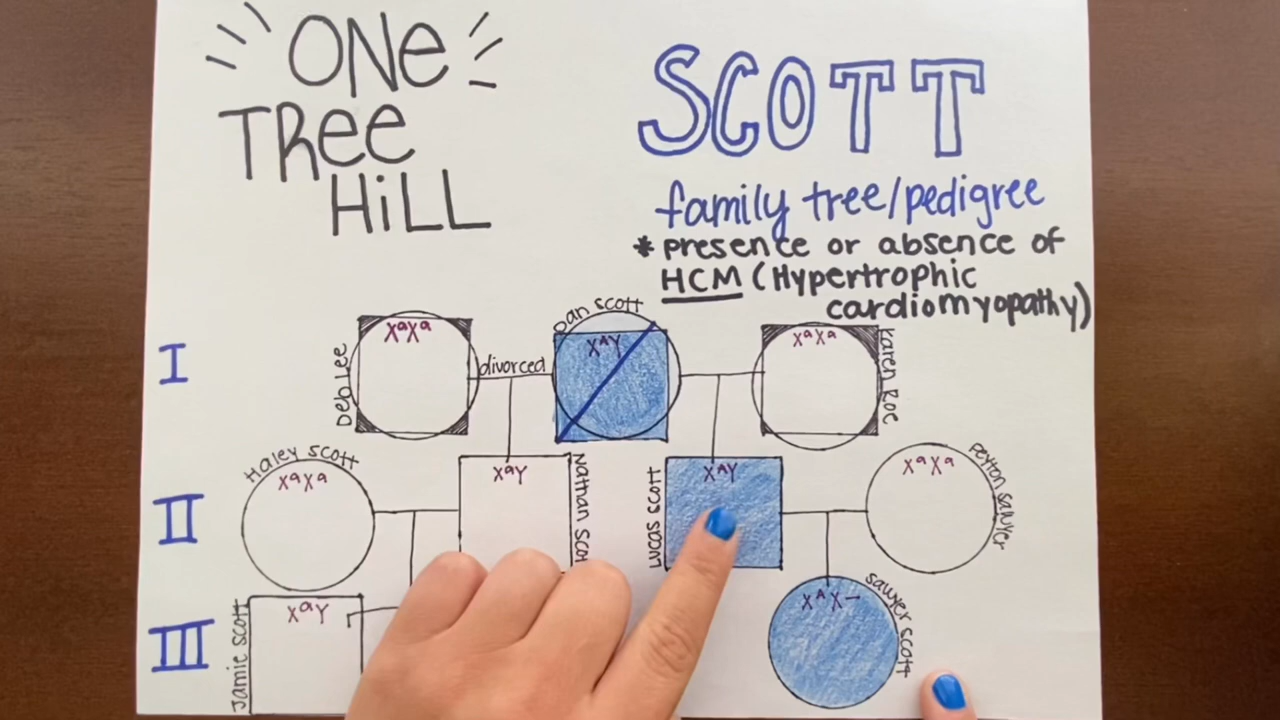 ONE
TRee
HiLL
SCOTT
family tree/pedigree
* presence or absence of
HCM (Hypertrophic
cardiomyopathy)
I
Deb Lee
XᵃXᵃ
divorced
Dan Scott
XᴬY
XᵃXᵃ
Karen Roe
II
Haley Scott
XᵃXᵃ
XᵃY
Nathan Scot
Lucas Scott
XᴬY
XᵃXᵃ
Peyton Sawyer
III
Jamie Scott
XᵃY
XᴬX–
Sawyer Scott